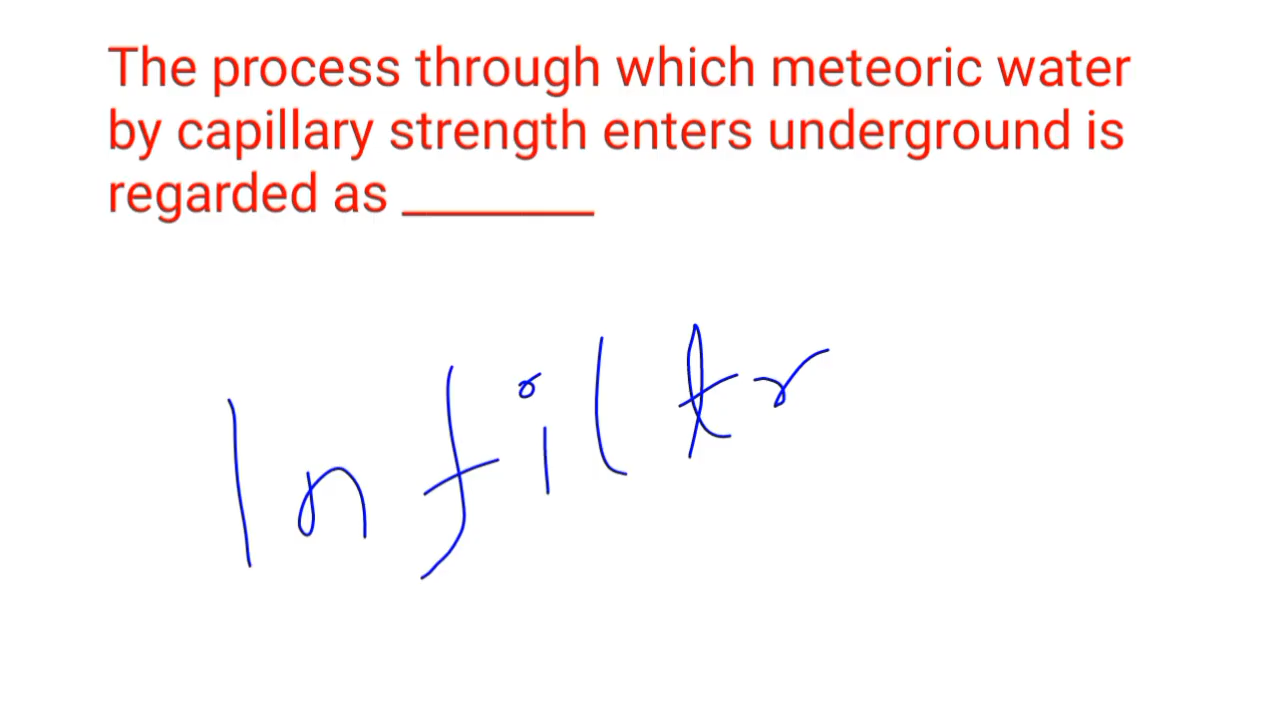 The process through which meteoric water
by capillary strength enters underground is
regarded as ________
Infiltr